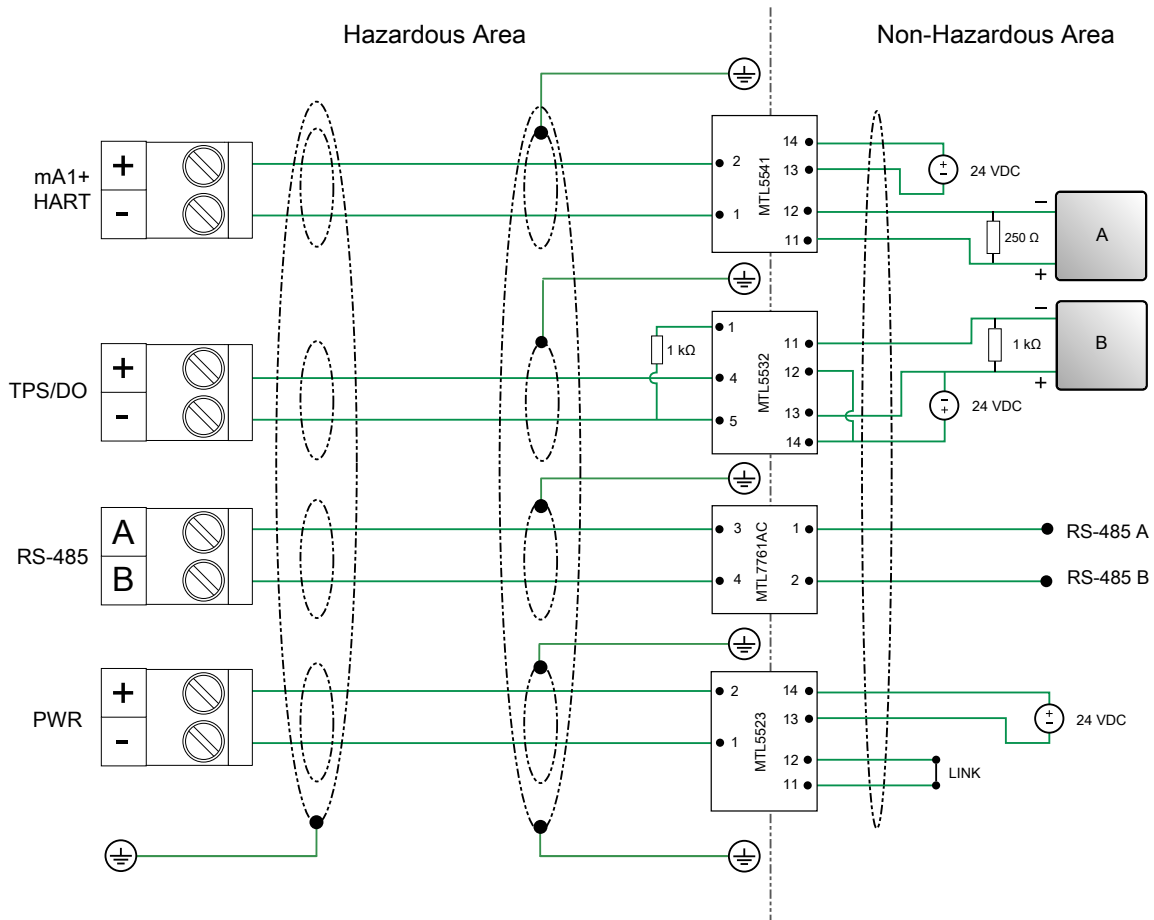 Hazardous Area
Non-Hazardous Area
mA1+
HART
+
-
2
1
MTL5541
14
13
12
11
+
-
24 VDC
250 Ω
−
+
A
TPS/DO
+
-
1 kΩ
1
4
5
MTL5532
11
12
13
14
1 kΩ
-
+
24 VDC
−
+
B
RS-485
A
B
3
4
MTL7761AC
1
2
RS-485 A
RS-485 B
PWR
+
-
2
1
MTL5523
14
13
12
11
+
-
24 VDC
LINK